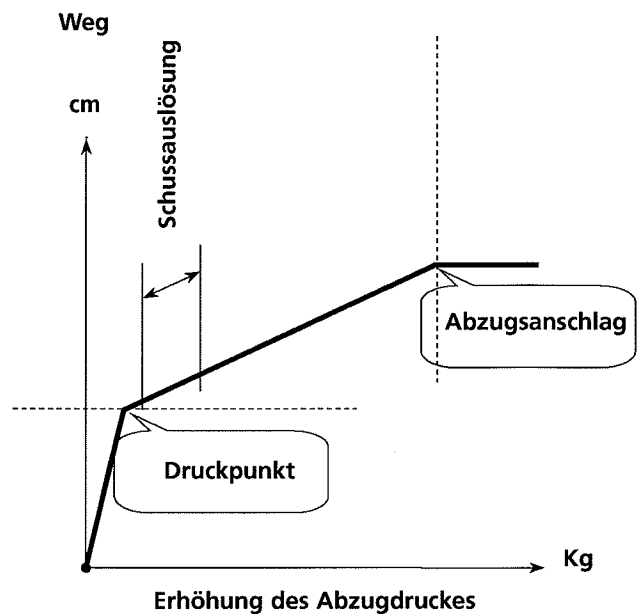 Weg
cm
Schussauslösung
Abzugsanschlag
Druckpunkt
Kg
Erhöhung des Abzugdruckes